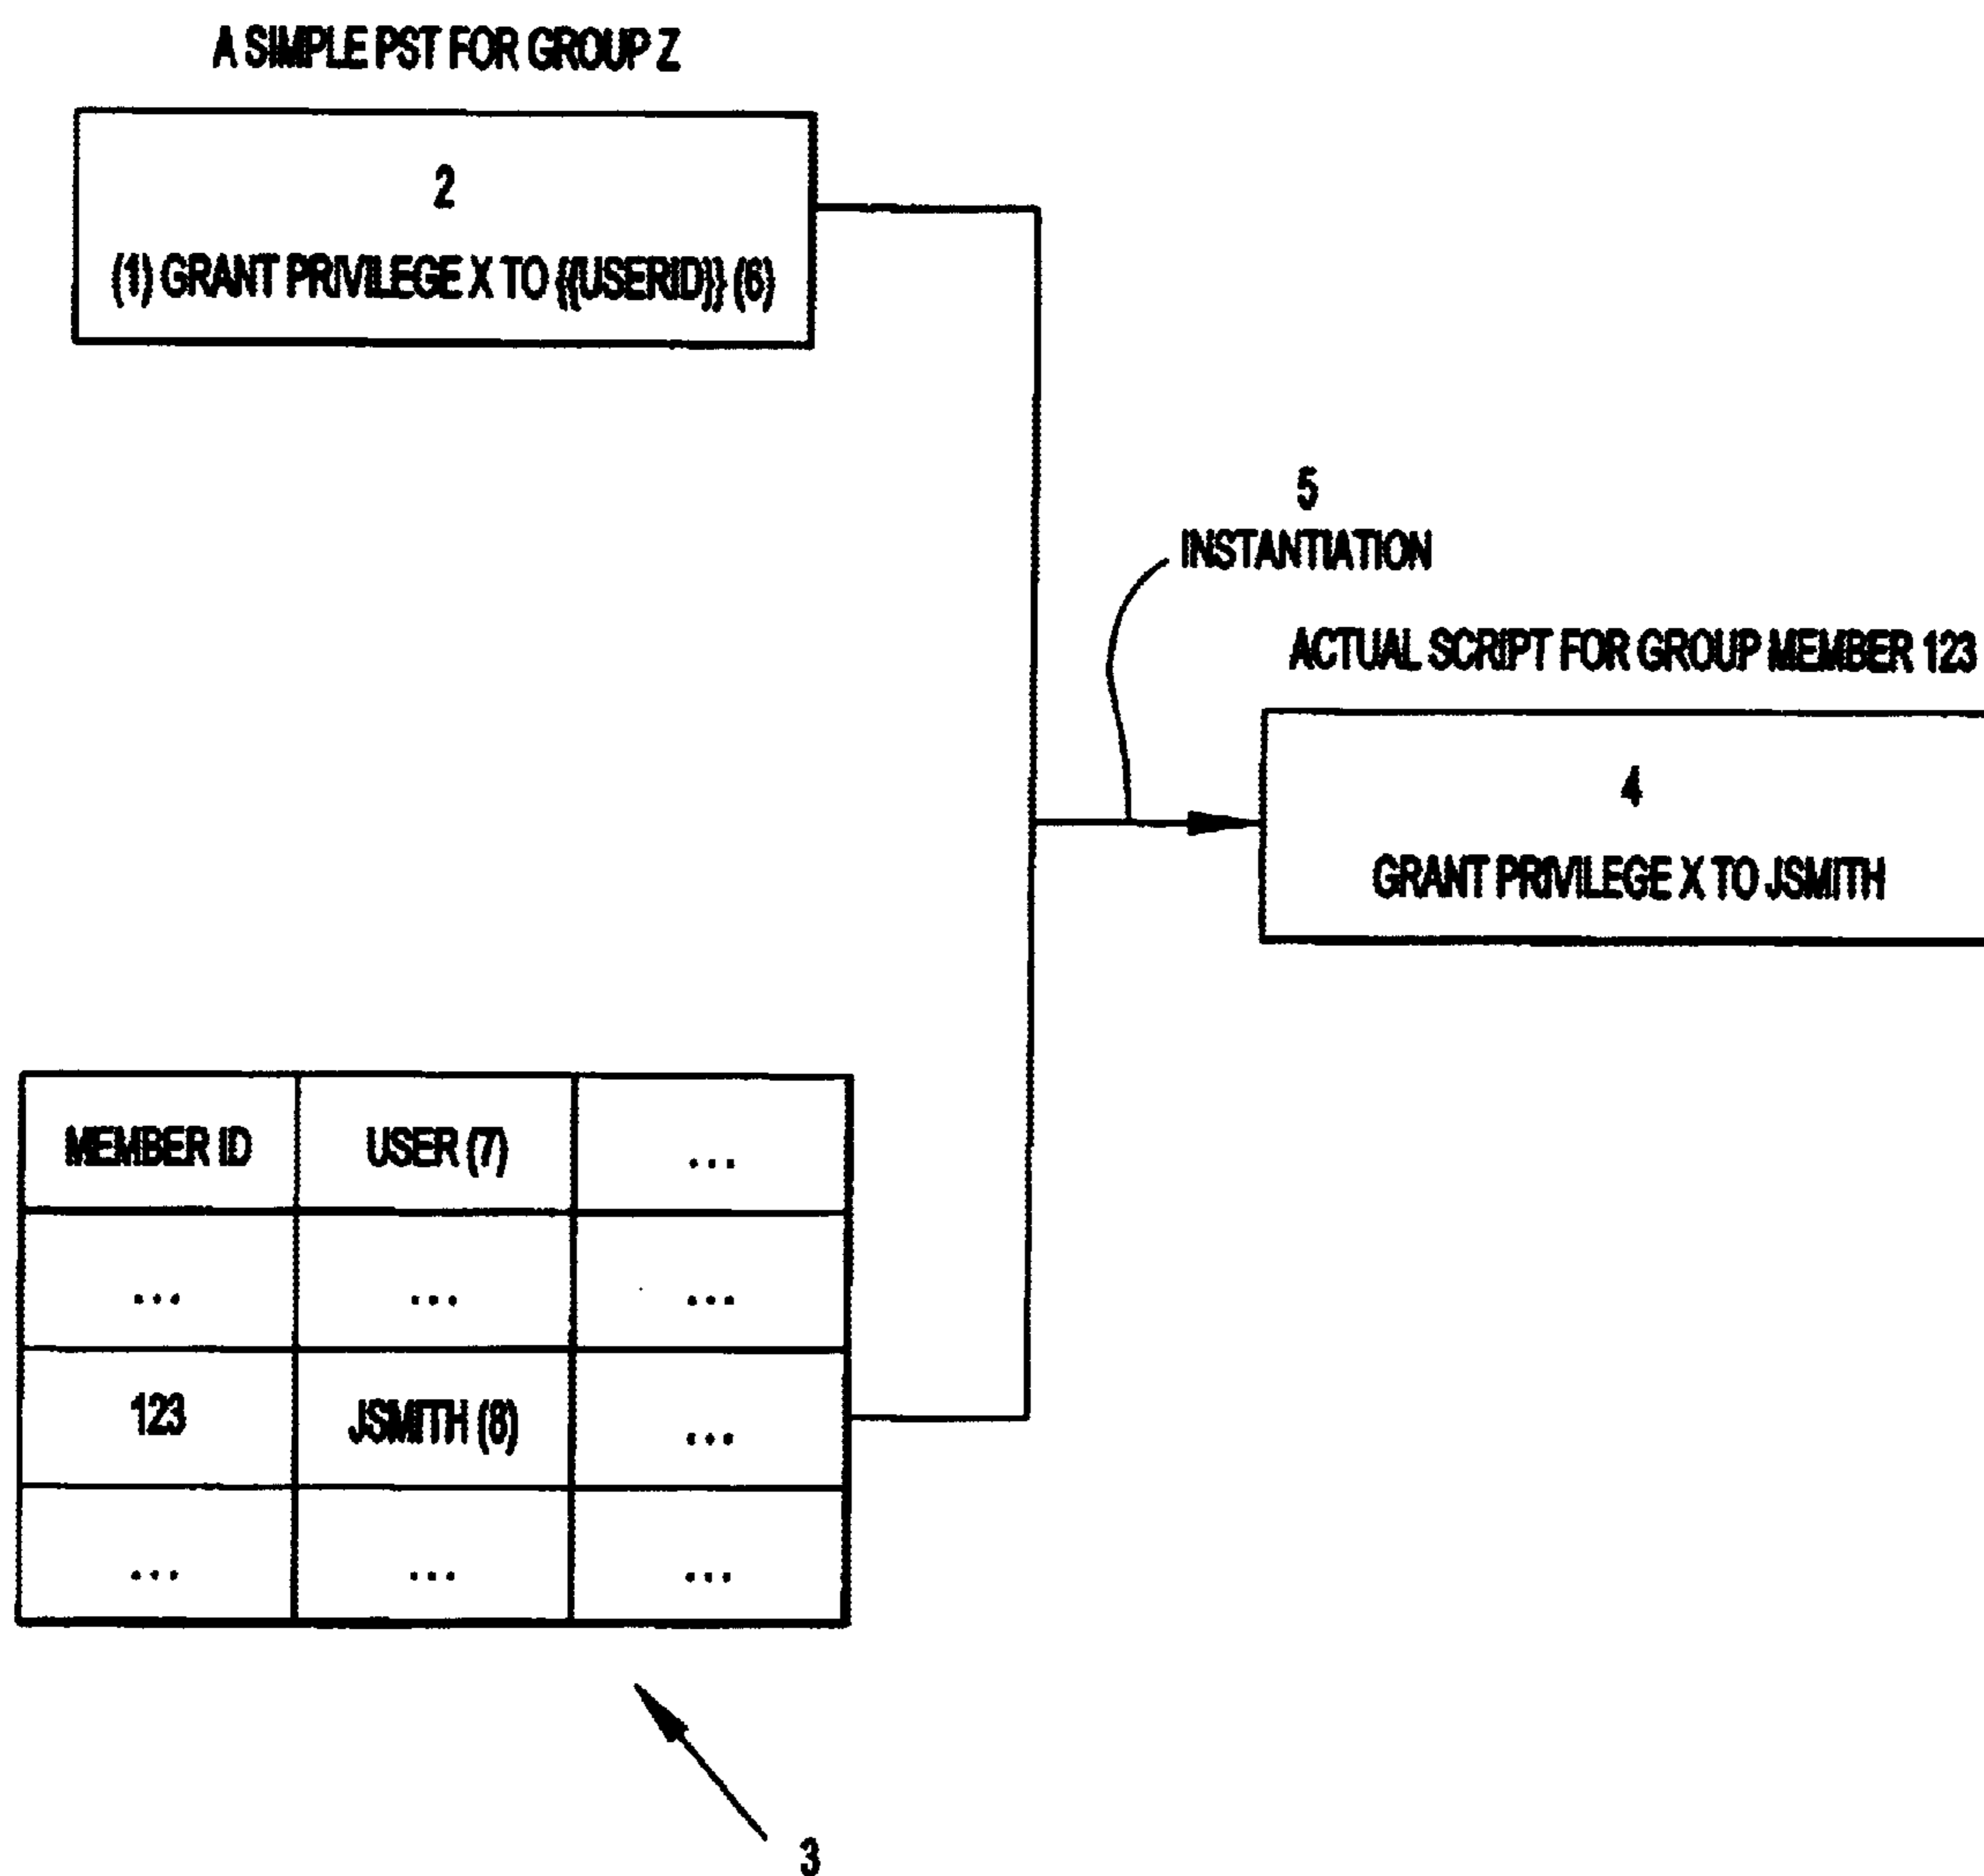 A SIMPLE PST FOR GROUP Z
2
(1) GRANT PRIVILEGE X TO {{USERID}} (6)
5
INSTANTIATION
ACTUAL SCRIPT FOR GROUP MEMBER 123
4
GRANT PRIVILEGE X TO JSMITH
MEMBER ID USER (7) ...
... ... ...
123 JSMITH (8) ...
... ... ...
3